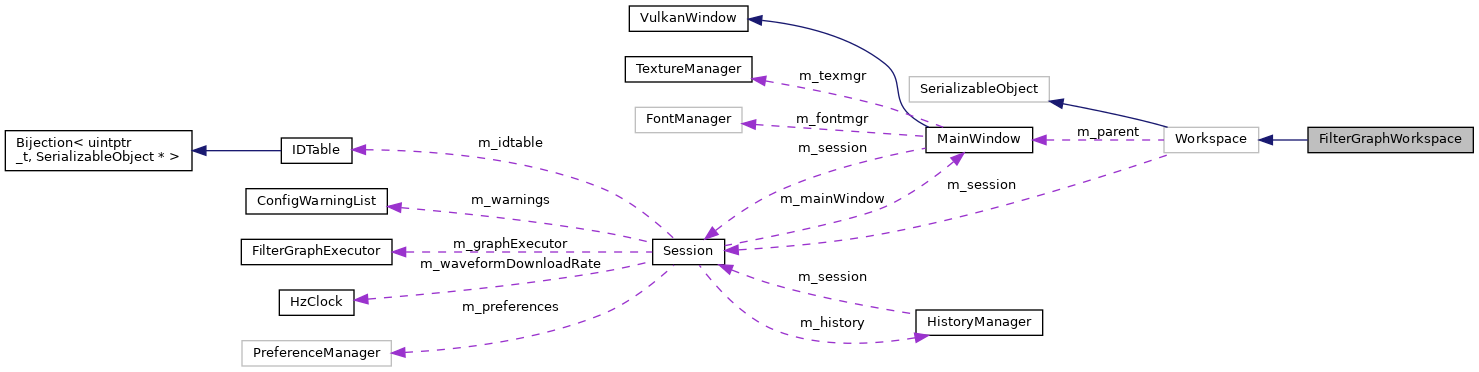 VulkanWindow
TextureManager
m_texmgr
SerializableObject
FontManager
m_fontmgr
MainWindow
m_parent
Workspace
FilterGraphWorkspace
Bijection< uintptr
_t, SerializableObject * >
IDTable
m_idtable
m_session
m_session
ConfigWarningList
m_warnings
m_mainWindow
FilterGraphExecutor
m_graphExecutor
Session
m_waveformDownloadRate
HzClock
m_session
m_preferences
m_history
HistoryManager
PreferenceManager